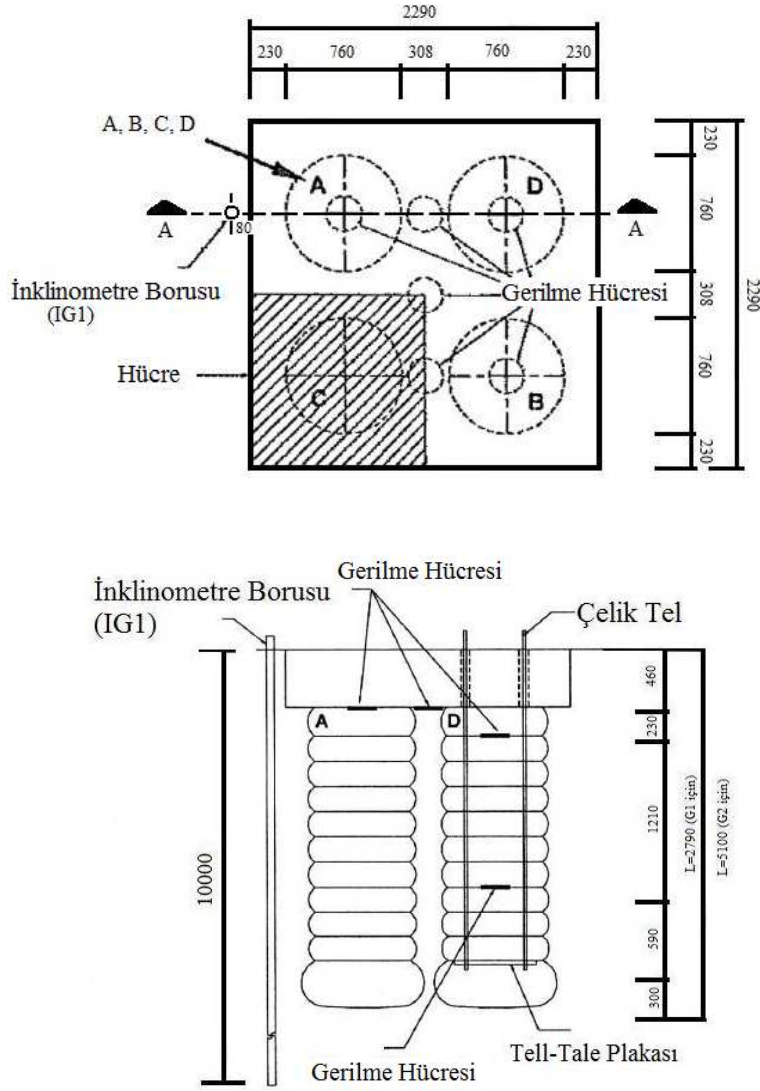 2290
230 760 308 760 230
A, B, C, D
A
D
230
760
A
80
A
İnklinometre Borusu
(IG1)
Gerilme Hücresi
308
2290
Hücre
C
B
760
230
Gerilme Hücresi
İnklinometre Borusu
(IG1)
Çelik Tel
460
A
D
230
1210
L=2790 (G1 için)
L=5100 (G2 için)
10000
590
300
Tell-Tale Plakası
Gerilme Hücresi